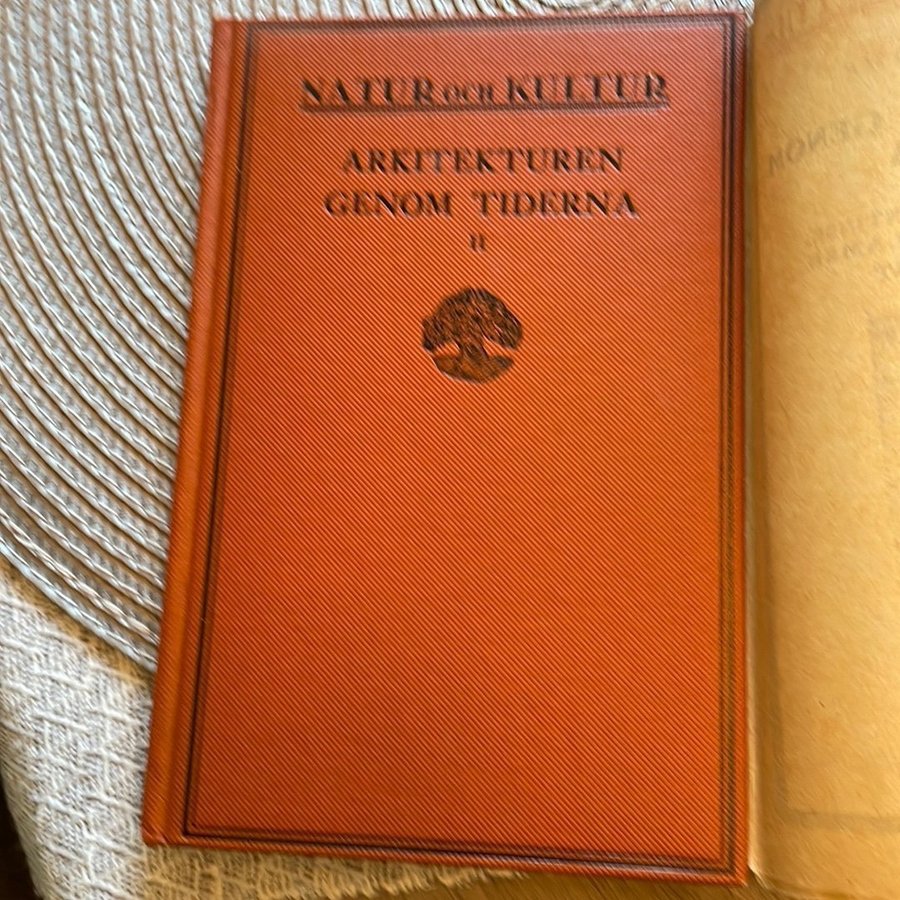 NATUR OCH KULTUR
ARKITEKTUREN
GENOM TIDERNA
II